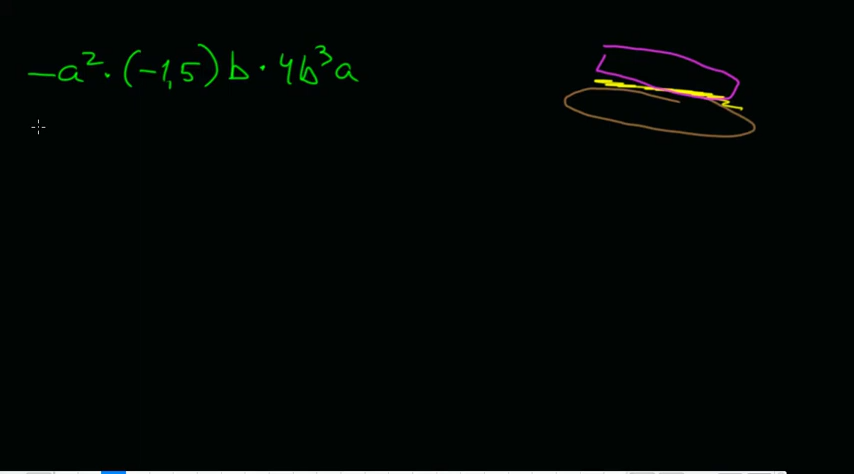 -a² · (-1,5)b · 4b³a